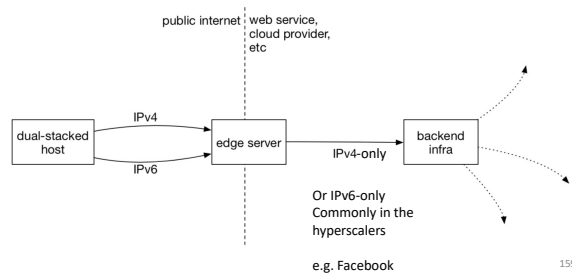 public internet
web service,
cloud provider,
etc
dual-stacked
host
IPv4
IPv6
edge server
IPv4-only
backend
infra
Or IPv6-only
Commonly in the
hyperscalers
e.g. Facebook